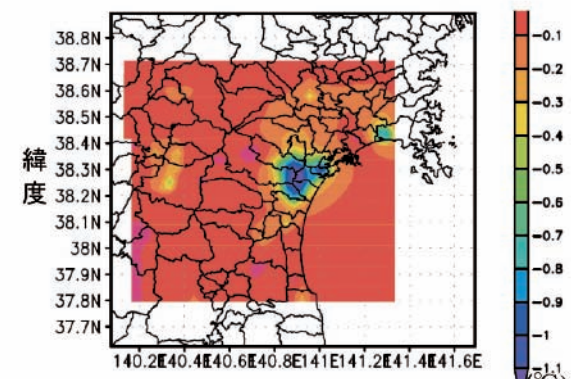 緯度
38.8N
38.7N
38.6N
38.5N
38.4N
38.3N
38.2N
38.1N
38N
37.9N
37.8N
37.7N
140.2E 140.4E 140.6E 140.8E 141E 141.2E 141.4E 141.6E
-0.1
-0.2
-0.3
-0.4
-0.5
-0.6
-0.7
-0.8
-0.9
-1
-1.1
(℃)